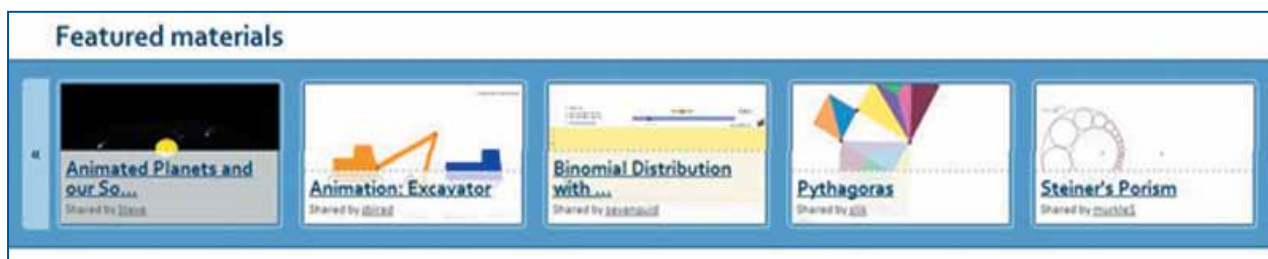 Featured materials
«
Animated Planets and
our So...
Shared by Steve
Animation: Excavator
Shared by
Binomial Distribution
with ...
Shared by
Pythagoras
Shared by
Steiner's Porism
Shared by